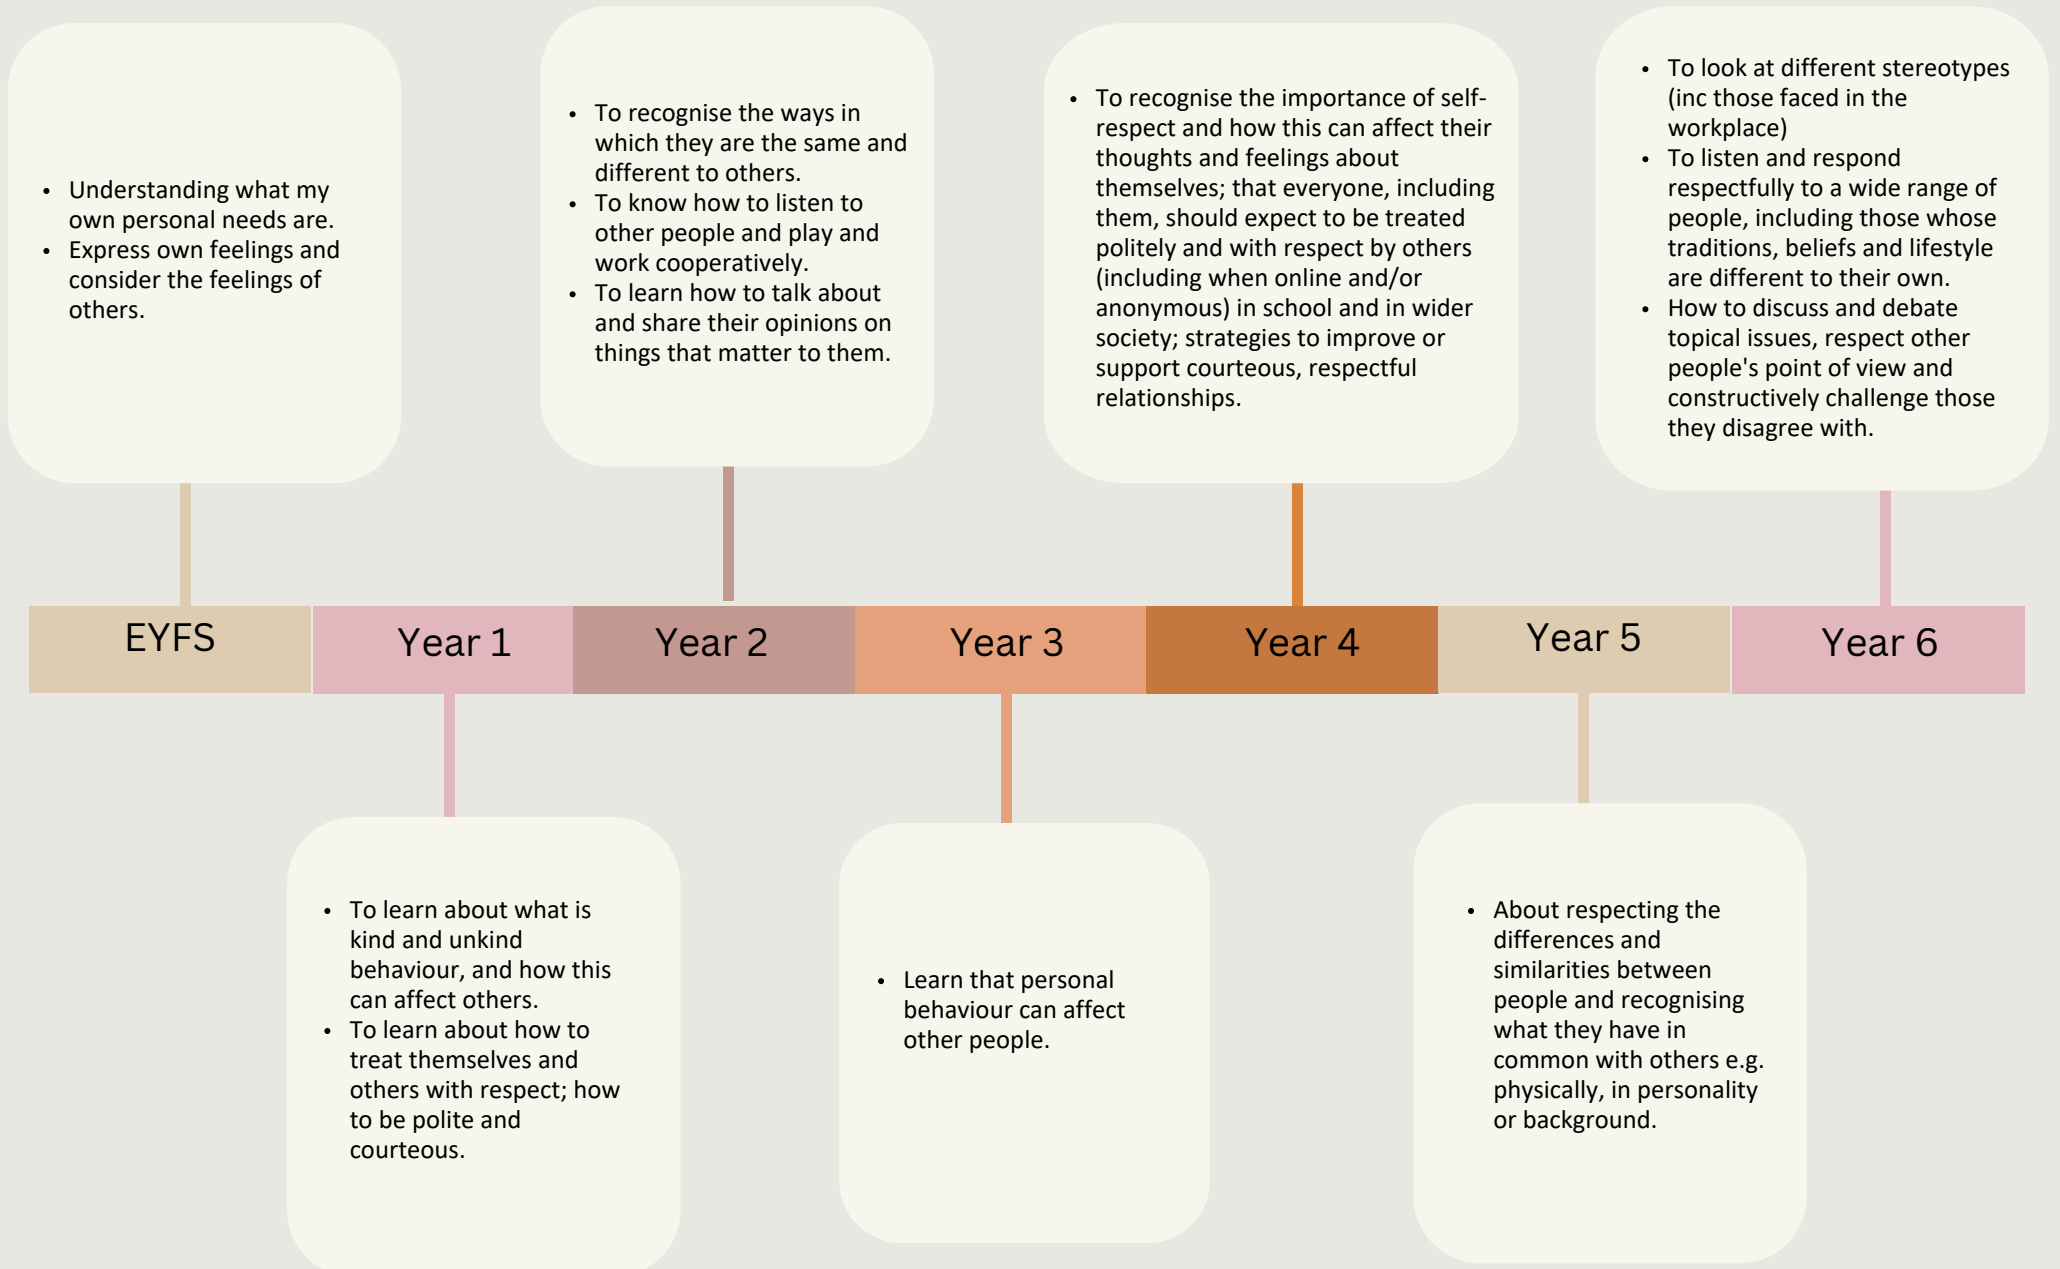 • Understanding what my
own personal needs are.
• Express own feelings and
consider the feelings of
others.
• To recognise the ways in
which they are the same and
different to others.
• To know how to listen to
other people and play and
work cooperatively.
• To learn how to talk about
and share their opinions on
things that matter to them.
• To recognise the importance of self-
respect and how this can affect their
thoughts and feelings about
themselves; that everyone, including
them, should expect to be treated
politely and with respect by others
(including when online and/or
anonymous) in school and in wider
society; strategies to improve or
support courteous, respectful
relationships.
• To look at different stereotypes
(inc those faced in the
workplace)
• To listen and respond
respectfully to a wide range of
people, including those whose
traditions, beliefs and lifestyle
are different to their own.
• How to discuss and debate
topical issues, respect other
people's point of view and
constructively challenge those
they disagree with.
EYFS
Year 1
Year 2
Year 3
Year 4
Year 5
Year 6
• To learn about what is
kind and unkind
behaviour, and how this
can affect others.
• To learn about how to
treat themselves and
others with respect; how
to be polite and
courteous.
• Learn that personal
behaviour can affect
other people.
• About respecting the
differences and
similarities between
people and recognising
what they have in
common with others e.g.
physically, in personality
or background.